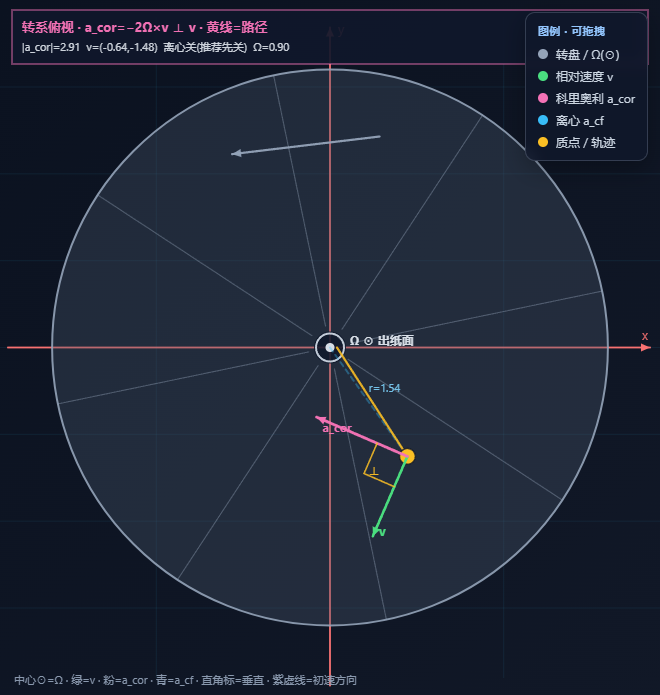 转系俯视 · a_cor=−2Ω×v ⊥ v · 黄线=路径
|a_cor|=2.91 v=(-0.64,-1.48) 离心关(推荐先关) Ω=0.90
Y
图例 · 可拖拽
转盘 / Ω(⊙)
相对速度 v
科里奥利 a_cor
离心 a_cf
质点 / 轨迹
x
Ω ⊙ 出纸面
r=1.54
a_cor
⊥
v
中心⊙=Ω · 绿=v · 粉=a_cor · 青=a_cf · 直角标=垂直 · 紫虚线=初速方向